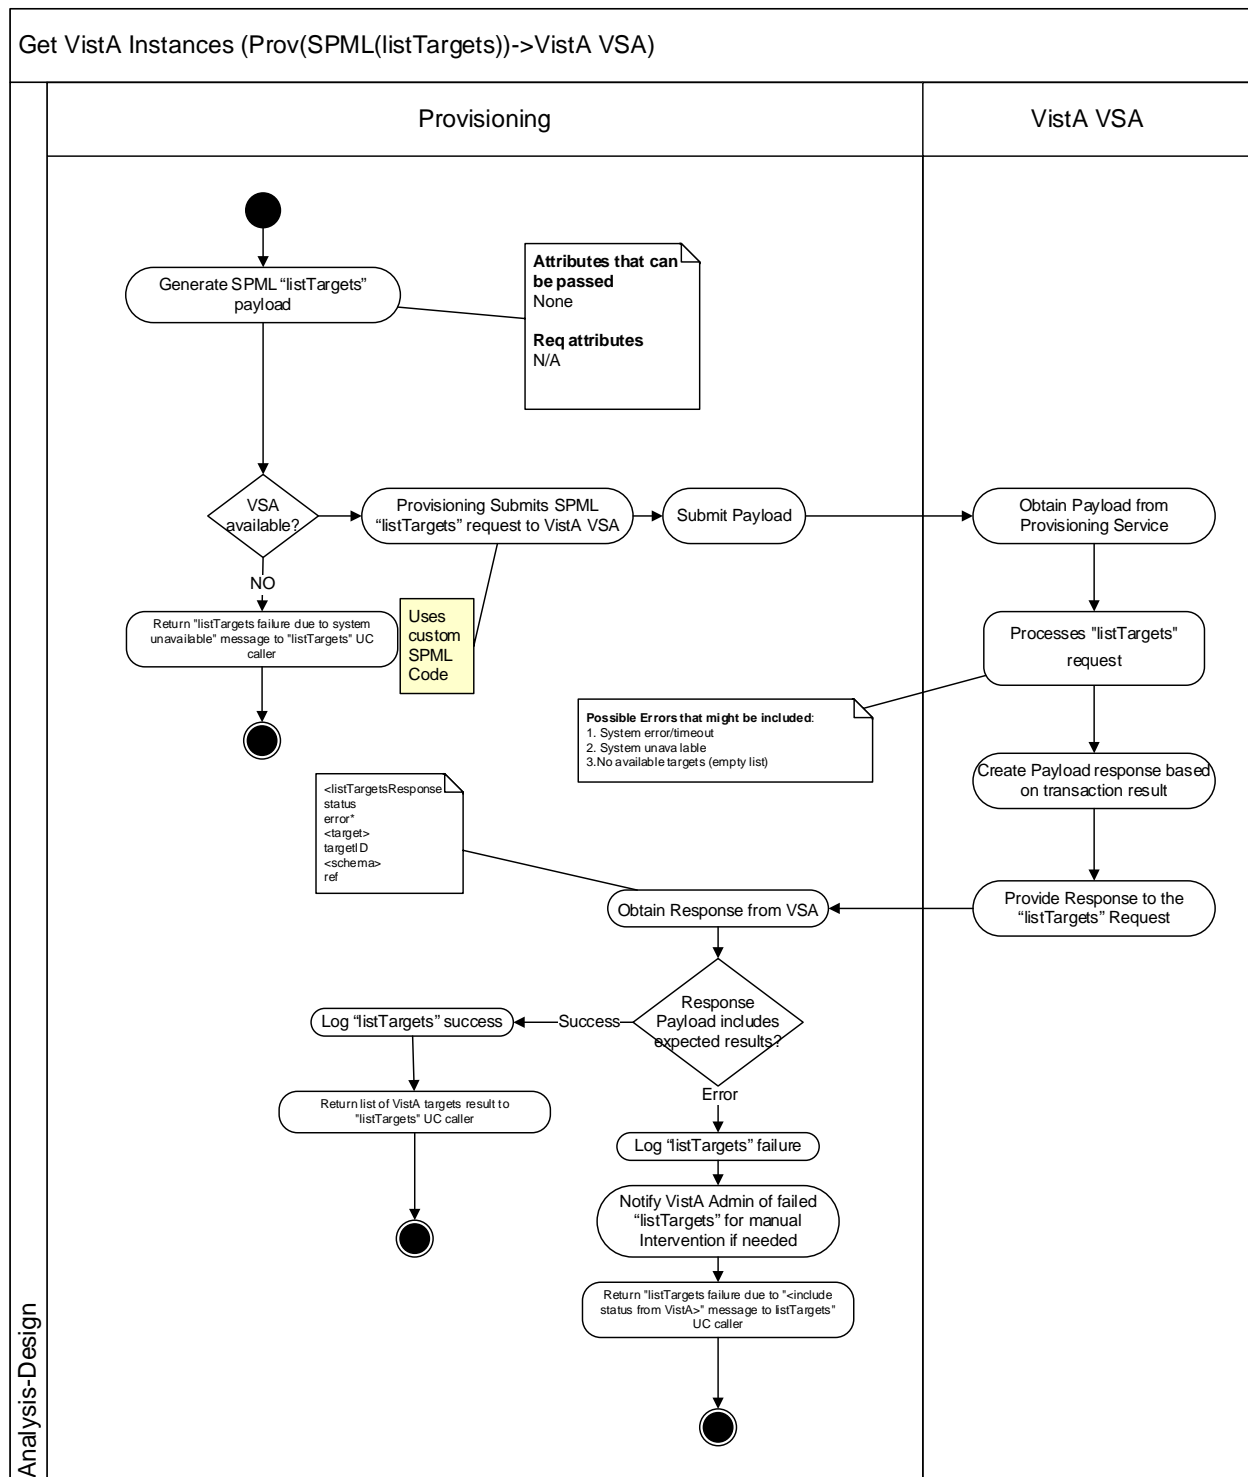 Get VistA Instances (Prov(SPML(listTargets))->VistA VSA)
Provisioning
VistA VSA
Analysis-Design
Generate SPML “listTargets”
payload
Attributes that can
be passed
None
Req attributes
N/A
VSA
available?
Provisioning Submits SPML
“listTargets” request to VistA VSA
Submit Payload
Obtain Payload from
Provisioning Service
NO
Return "listTargets failure due to system
unavailable" message to "listTargets" UC
caller
Uses
custom
SPML
Code
Processes "listTargets"
request
Possible Errors that might be included:
1. System error/timeout
2. System unava lable
3.No available targets (empty list)
Create Payload response based
on transaction result
<listTargetsResponse
status
error*
<target>
targetID
<schema>
ref
Obtain Response from VSA
Provide Response to the
“listTargets” Request
Response
Payload includes
expected results?
Success
Log “listTargets” success
Return list of VistA targets result to
"listTargets" UC caller
Error
Log “listTargets” failure
Notify VistA Admin of failed
“listTargets” for manual
Intervention if needed
Return "listTargets failure due to "<include
status from VistA>" message to listTargets"
UC caller